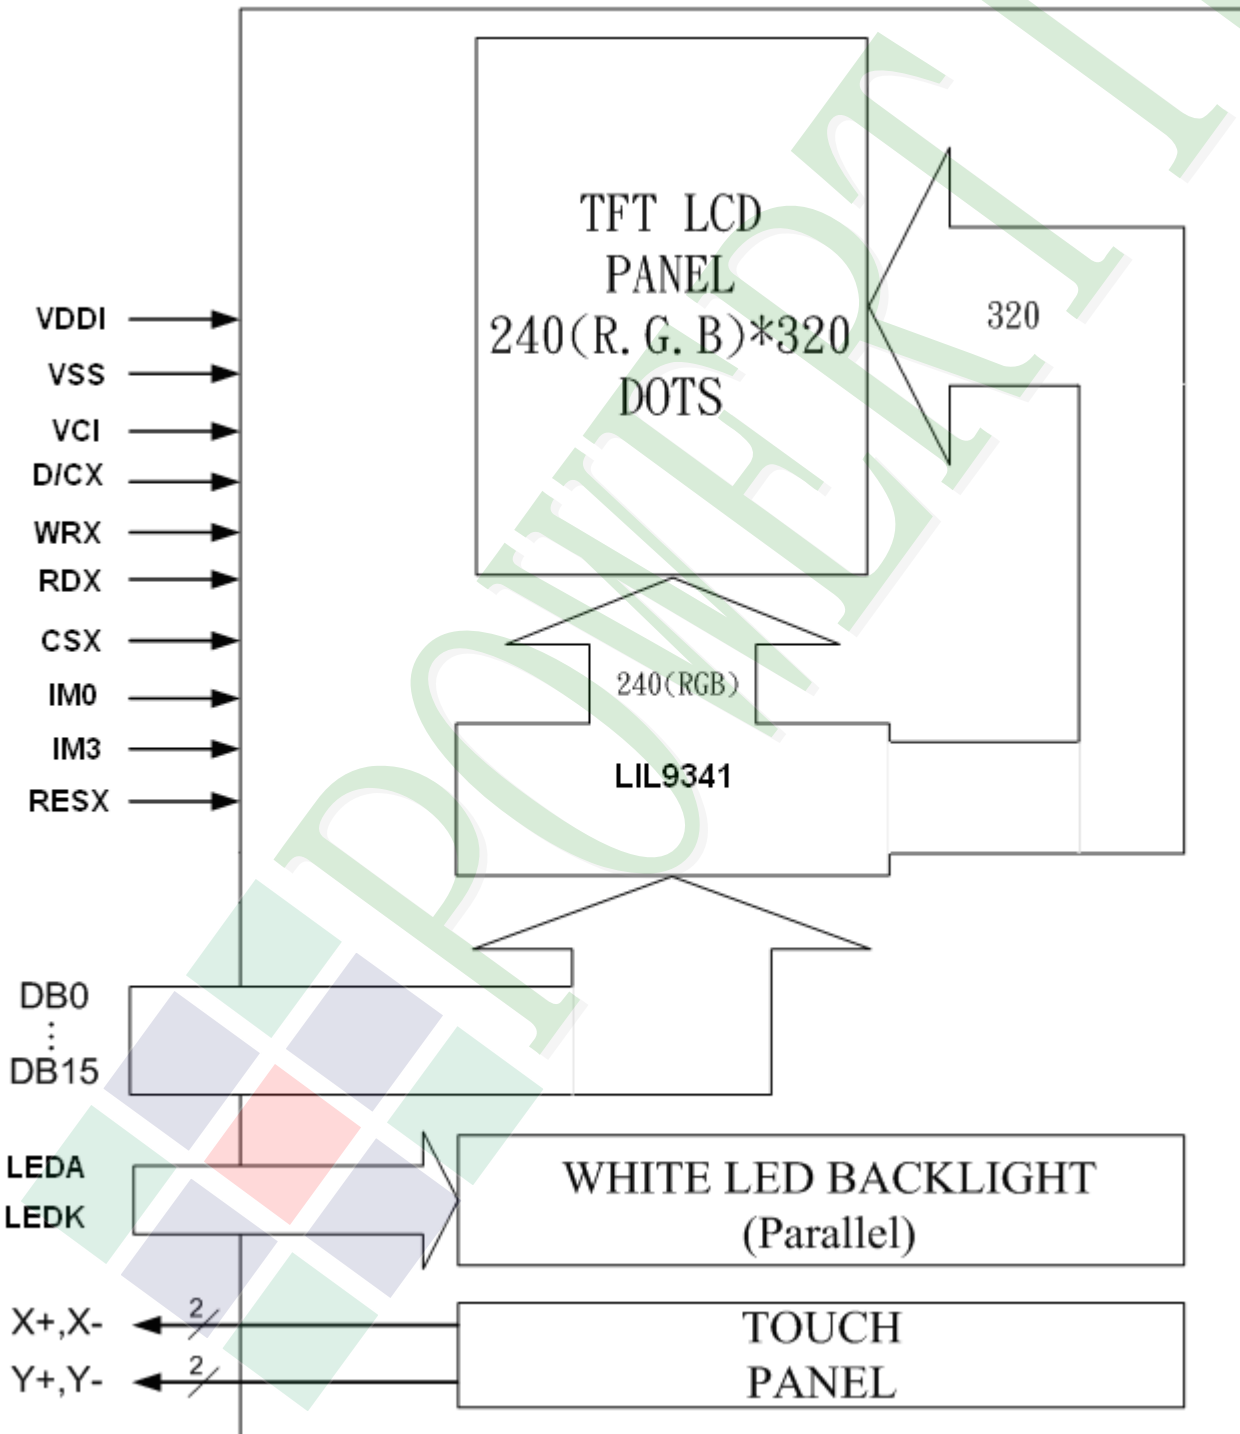 TFT LCD
PANEL
240(R.G.B)*320
DOTS
320
VDDI
VSS
VCI
D/CX
WRX
RDX
CSX
IM0
IM3
RESX
240(RGB)
LIL9341
DB0
DB15
LEDA
LEDK
WHITE LED BACKLIGHT
(Parallel)
X+,X-
2
Y+,Y-
2
TOUCH
PANEL
POWERTI